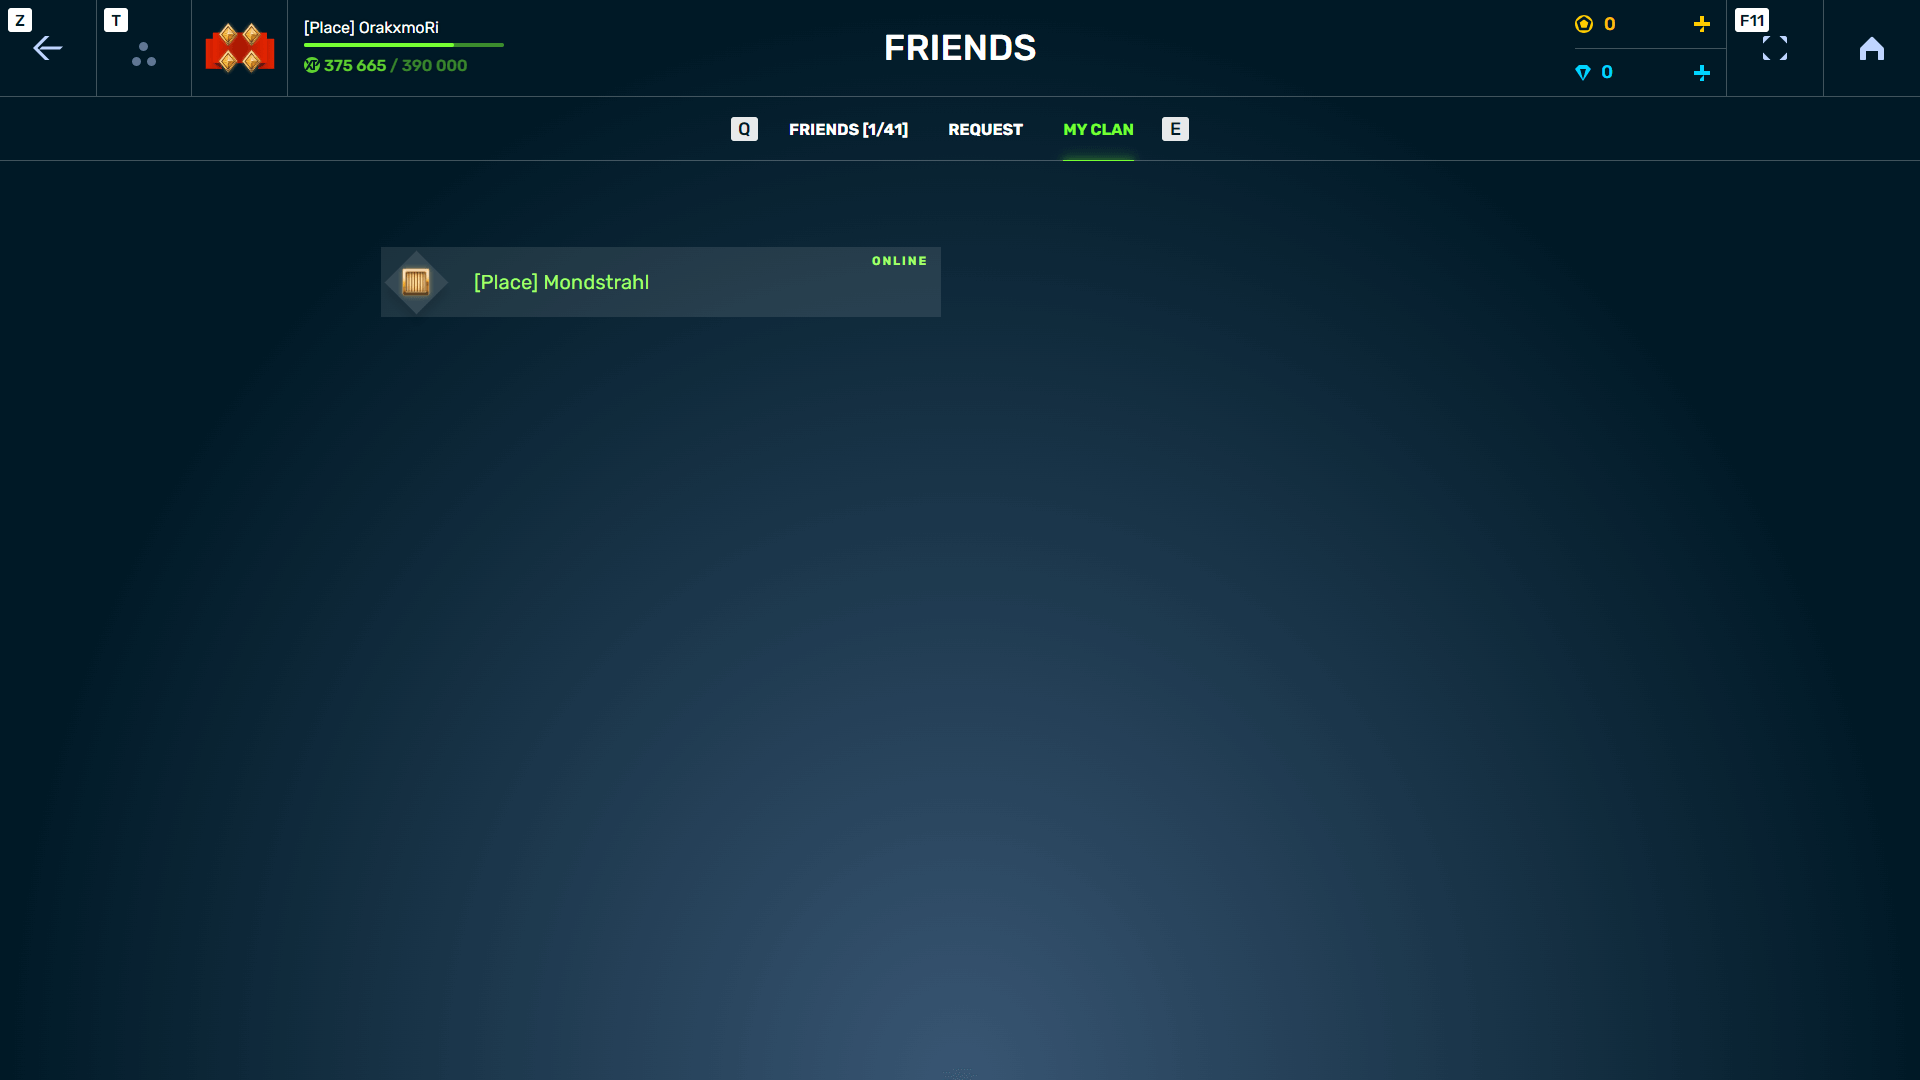 Z
T
[Place] OrakxmoRi
XP 375 665 / 390 000
FRIENDS
0
0
F11
Q
FRIENDS [1/41]
REQUEST
MY CLAN
E
[Place] Mondstrahl
ONLINE